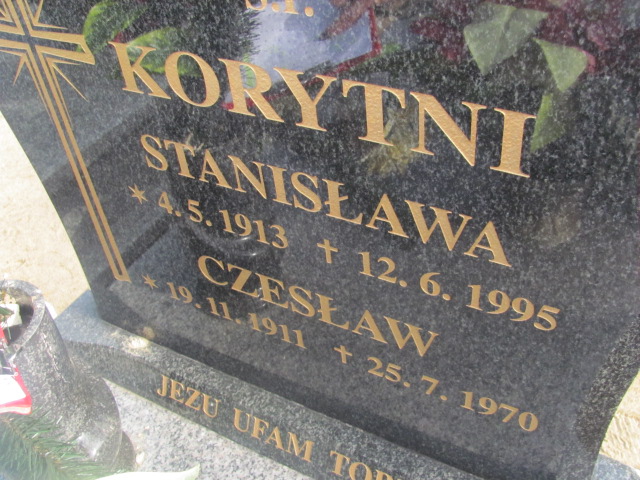 Ś.P.
KORYTNI
STANISŁAWA
* 4.5.1913 † 12.6.1995
CZESŁAW
* 19.11.1911 † 25.7.1970
JEZU UFAM